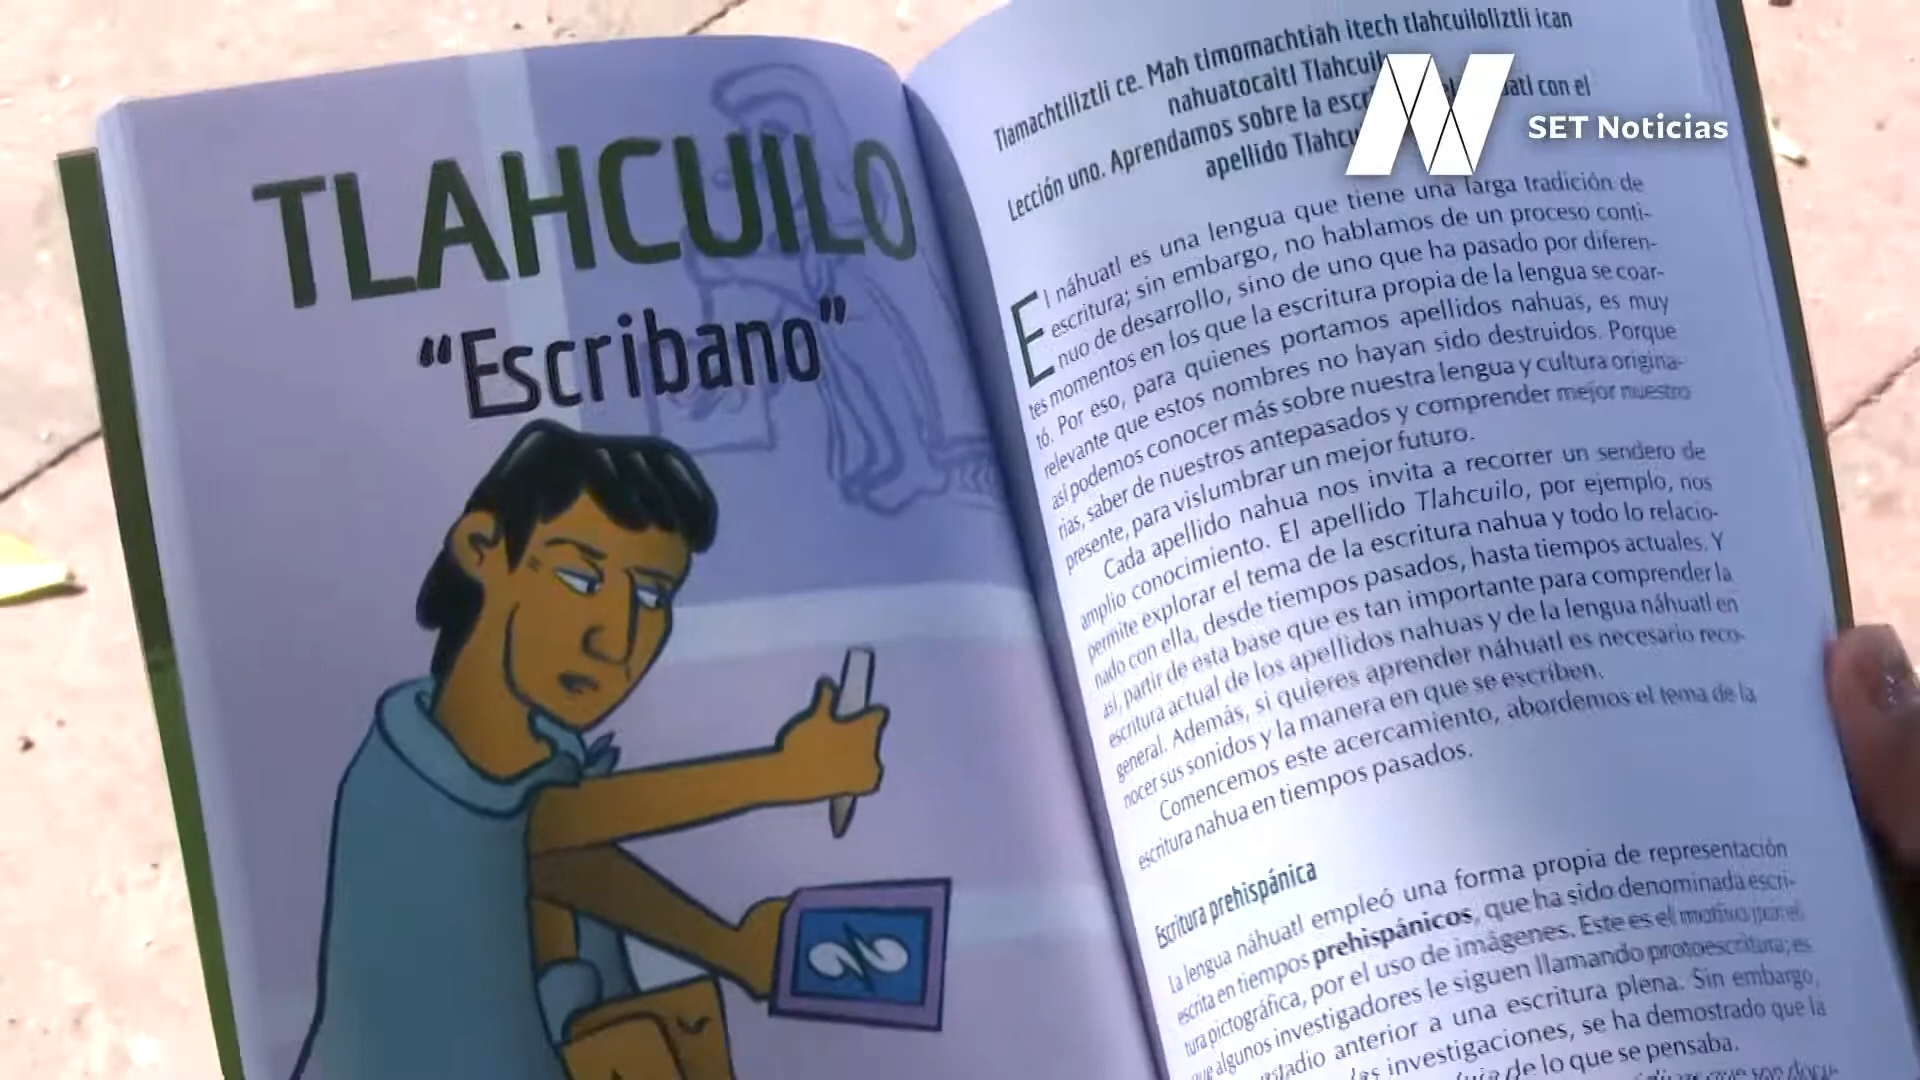 TLAHCUILO
“Escribano”
Tlamachtiliztli ce. Mah timomachtiah itech tlahcuiloliztli ican
nahuatocaitl
Lección uno. Aprendamos sobre la con el
apellido
SET Noticias
El náhuatl es una lengua que tiene una larga tradición de
escritura; sin embargo, no hablamos de un proceso conti-
nuo de desarrollo, sino de uno que ha pasado por diferen-
tes momentos en los que la escritura propia de la lengua se coar-
tó. Por eso, para quienes portamos apellidos nahuas, es muy
relevante que estos nombres no hayan sido destruidos. Porque
así podemos conocer más sobre nuestra lengua y cultura origina-
rias, saber de nuestros antepasados y comprender mejor nuestro
presente, para vislumbrar un mejor futuro.
Cada apellido nahua nos invita a recorrer un sendero de
amplio conocimiento. El apellido Tlahcuilo, por ejemplo, nos
permite explorar el tema de la escritura nahua y todo lo relacio-
nado con ella, desde tiempos pasados, hasta tiempos actuales. Y
así, partir de esta base que es tan importante para comprender la
escritura actual de los apellidos nahuas y de la lengua náhuatl en
general. Además, si quieres aprender náhuatl es necesario reco-
nocer sus sonidos y la manera en que se escriben.
Comencemos este acercamiento, abordemos el tema de la
escritura nahua en tiempos pasados.
Escritura prehispánica
La lengua náhuatl empleó una forma propia de representación
escrita en tiempos prehispánicos, que ha sido denominada escri-
tura pictográfica, por el uso de imágenes. Este es el motivo por el
que algunos investigadores le siguen llamando protoescritura; es
estadio anterior a una escritura plena. Sin embargo,
investigaciones, se ha demostrado que la
de lo que se pensaba.